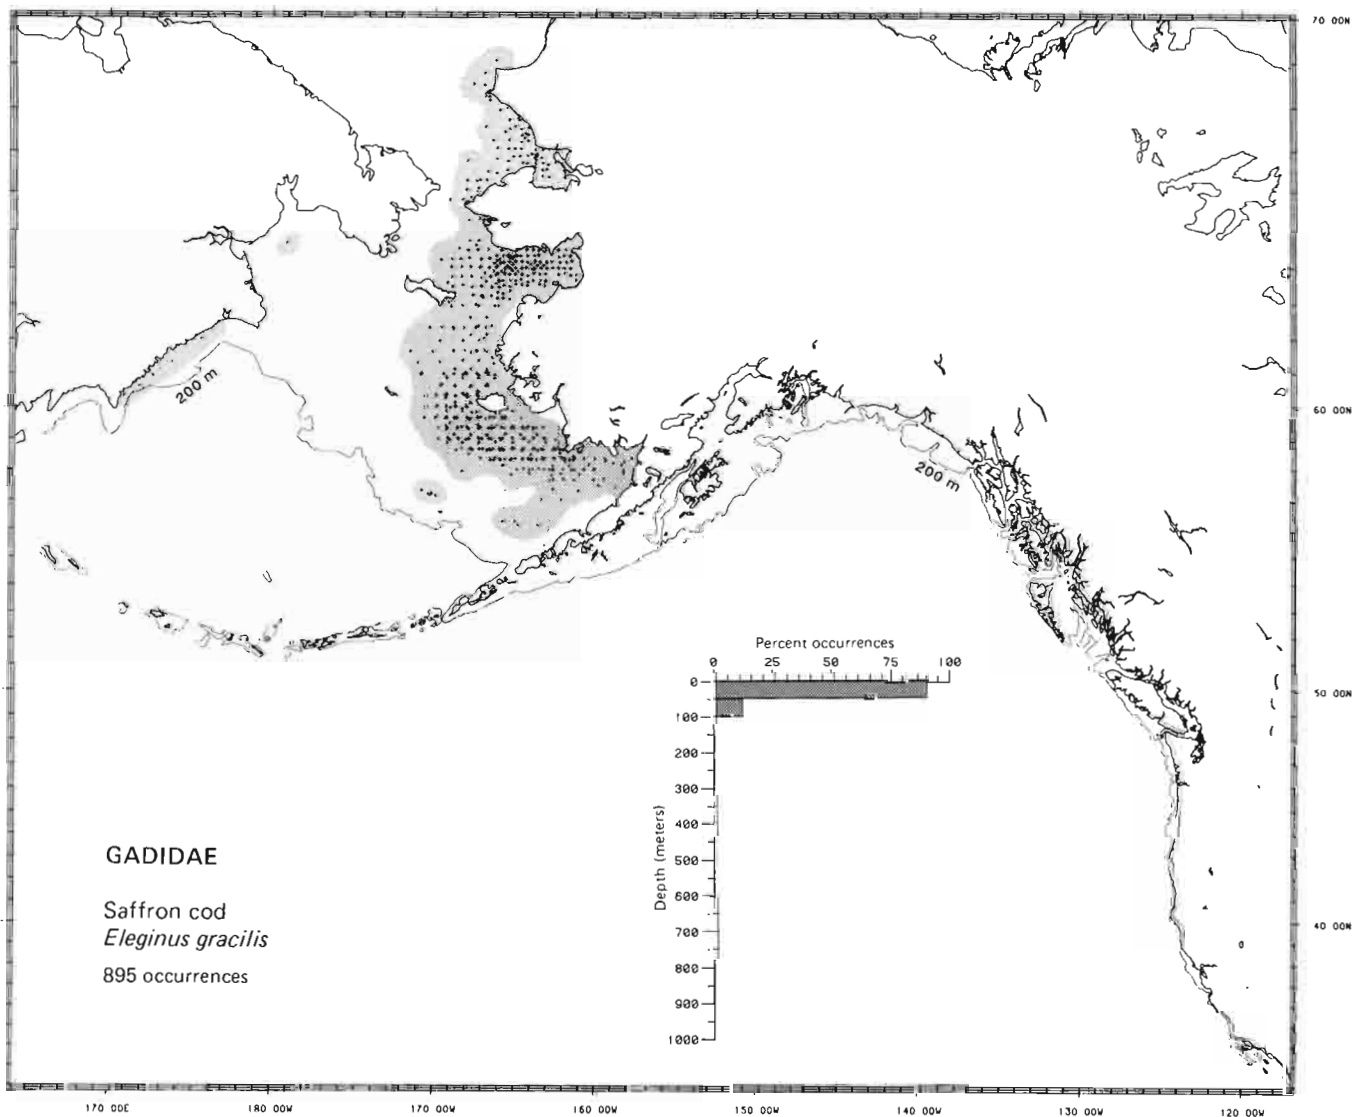 70 00N
200 m
60 00N
200 m
Percent occurrences
0 25 50 75 100
0
100
200
300
400
500
600
700
800
900
1000
Depth (meters)
50 00N
40 00N
GADIDAE
Saffron cod
Eleginus gracilis
895 occurrences
170 00E 180 00W 170 00W 160 00W 150 00W 140 00W 130 00W 120 00W